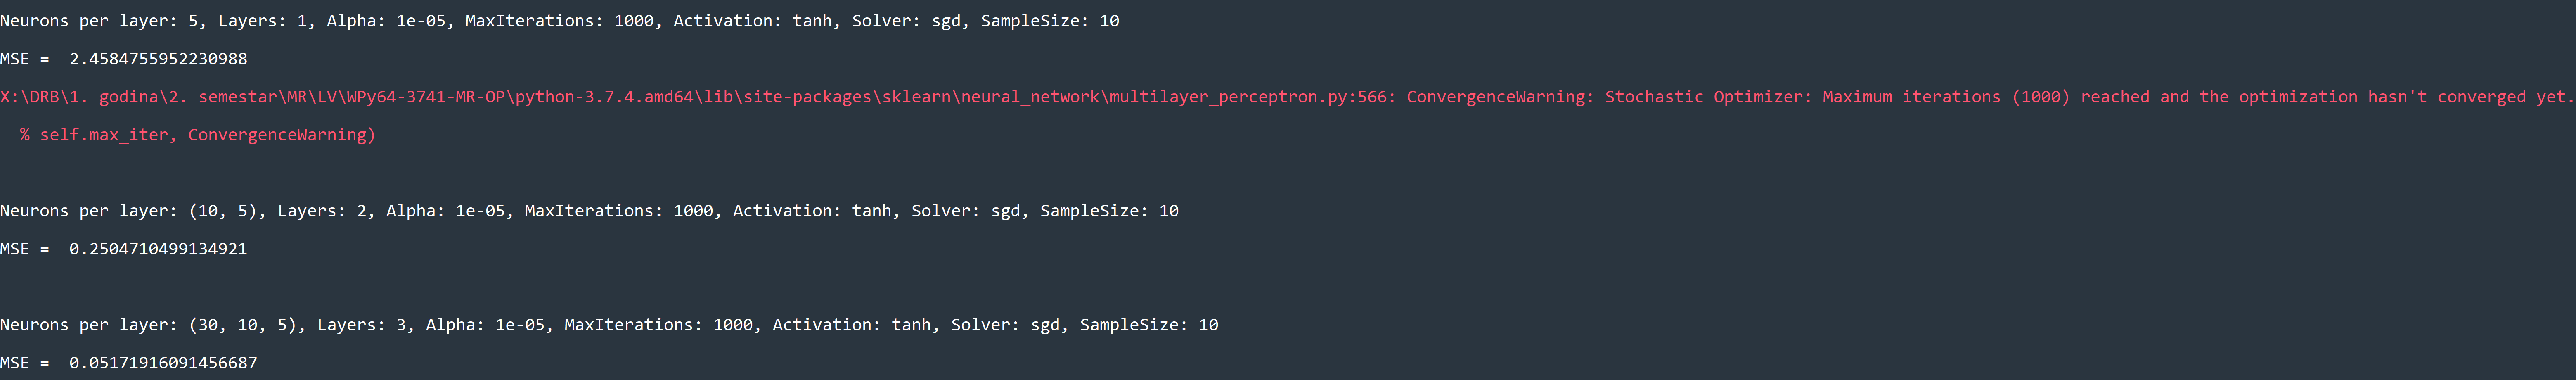 Neurons per layer: 5, Layers: 1, Alpha: 1e-05, MaxIterations: 1000, Activation: tanh, Solver: sgd, SampleSize: 10
MSE =  2.4584755952230988
X:\DRB\1. godina\2. semestar\MR\LV\WPy64-3741-MR-OP\python-3.7.4.amd64\lib\site-packages\sklearn\neural_network\multilayer_perceptron.py:566: ConvergenceWarning: Stochastic Optimizer: Maximum iterations (1000) reached and the optimization hasn't converged yet.
  % self.max_iter, ConvergenceWarning)
Neurons per layer: (10, 5), Layers: 2, Alpha: 1e-05, MaxIterations: 1000, Activation: tanh, Solver: sgd, SampleSize: 10
MSE =  0.2504710499134921
Neurons per layer: (30, 10, 5), Layers: 3, Alpha: 1e-05, MaxIterations: 1000, Activation: tanh, Solver: sgd, SampleSize: 10
MSE =  0.05171916091456687